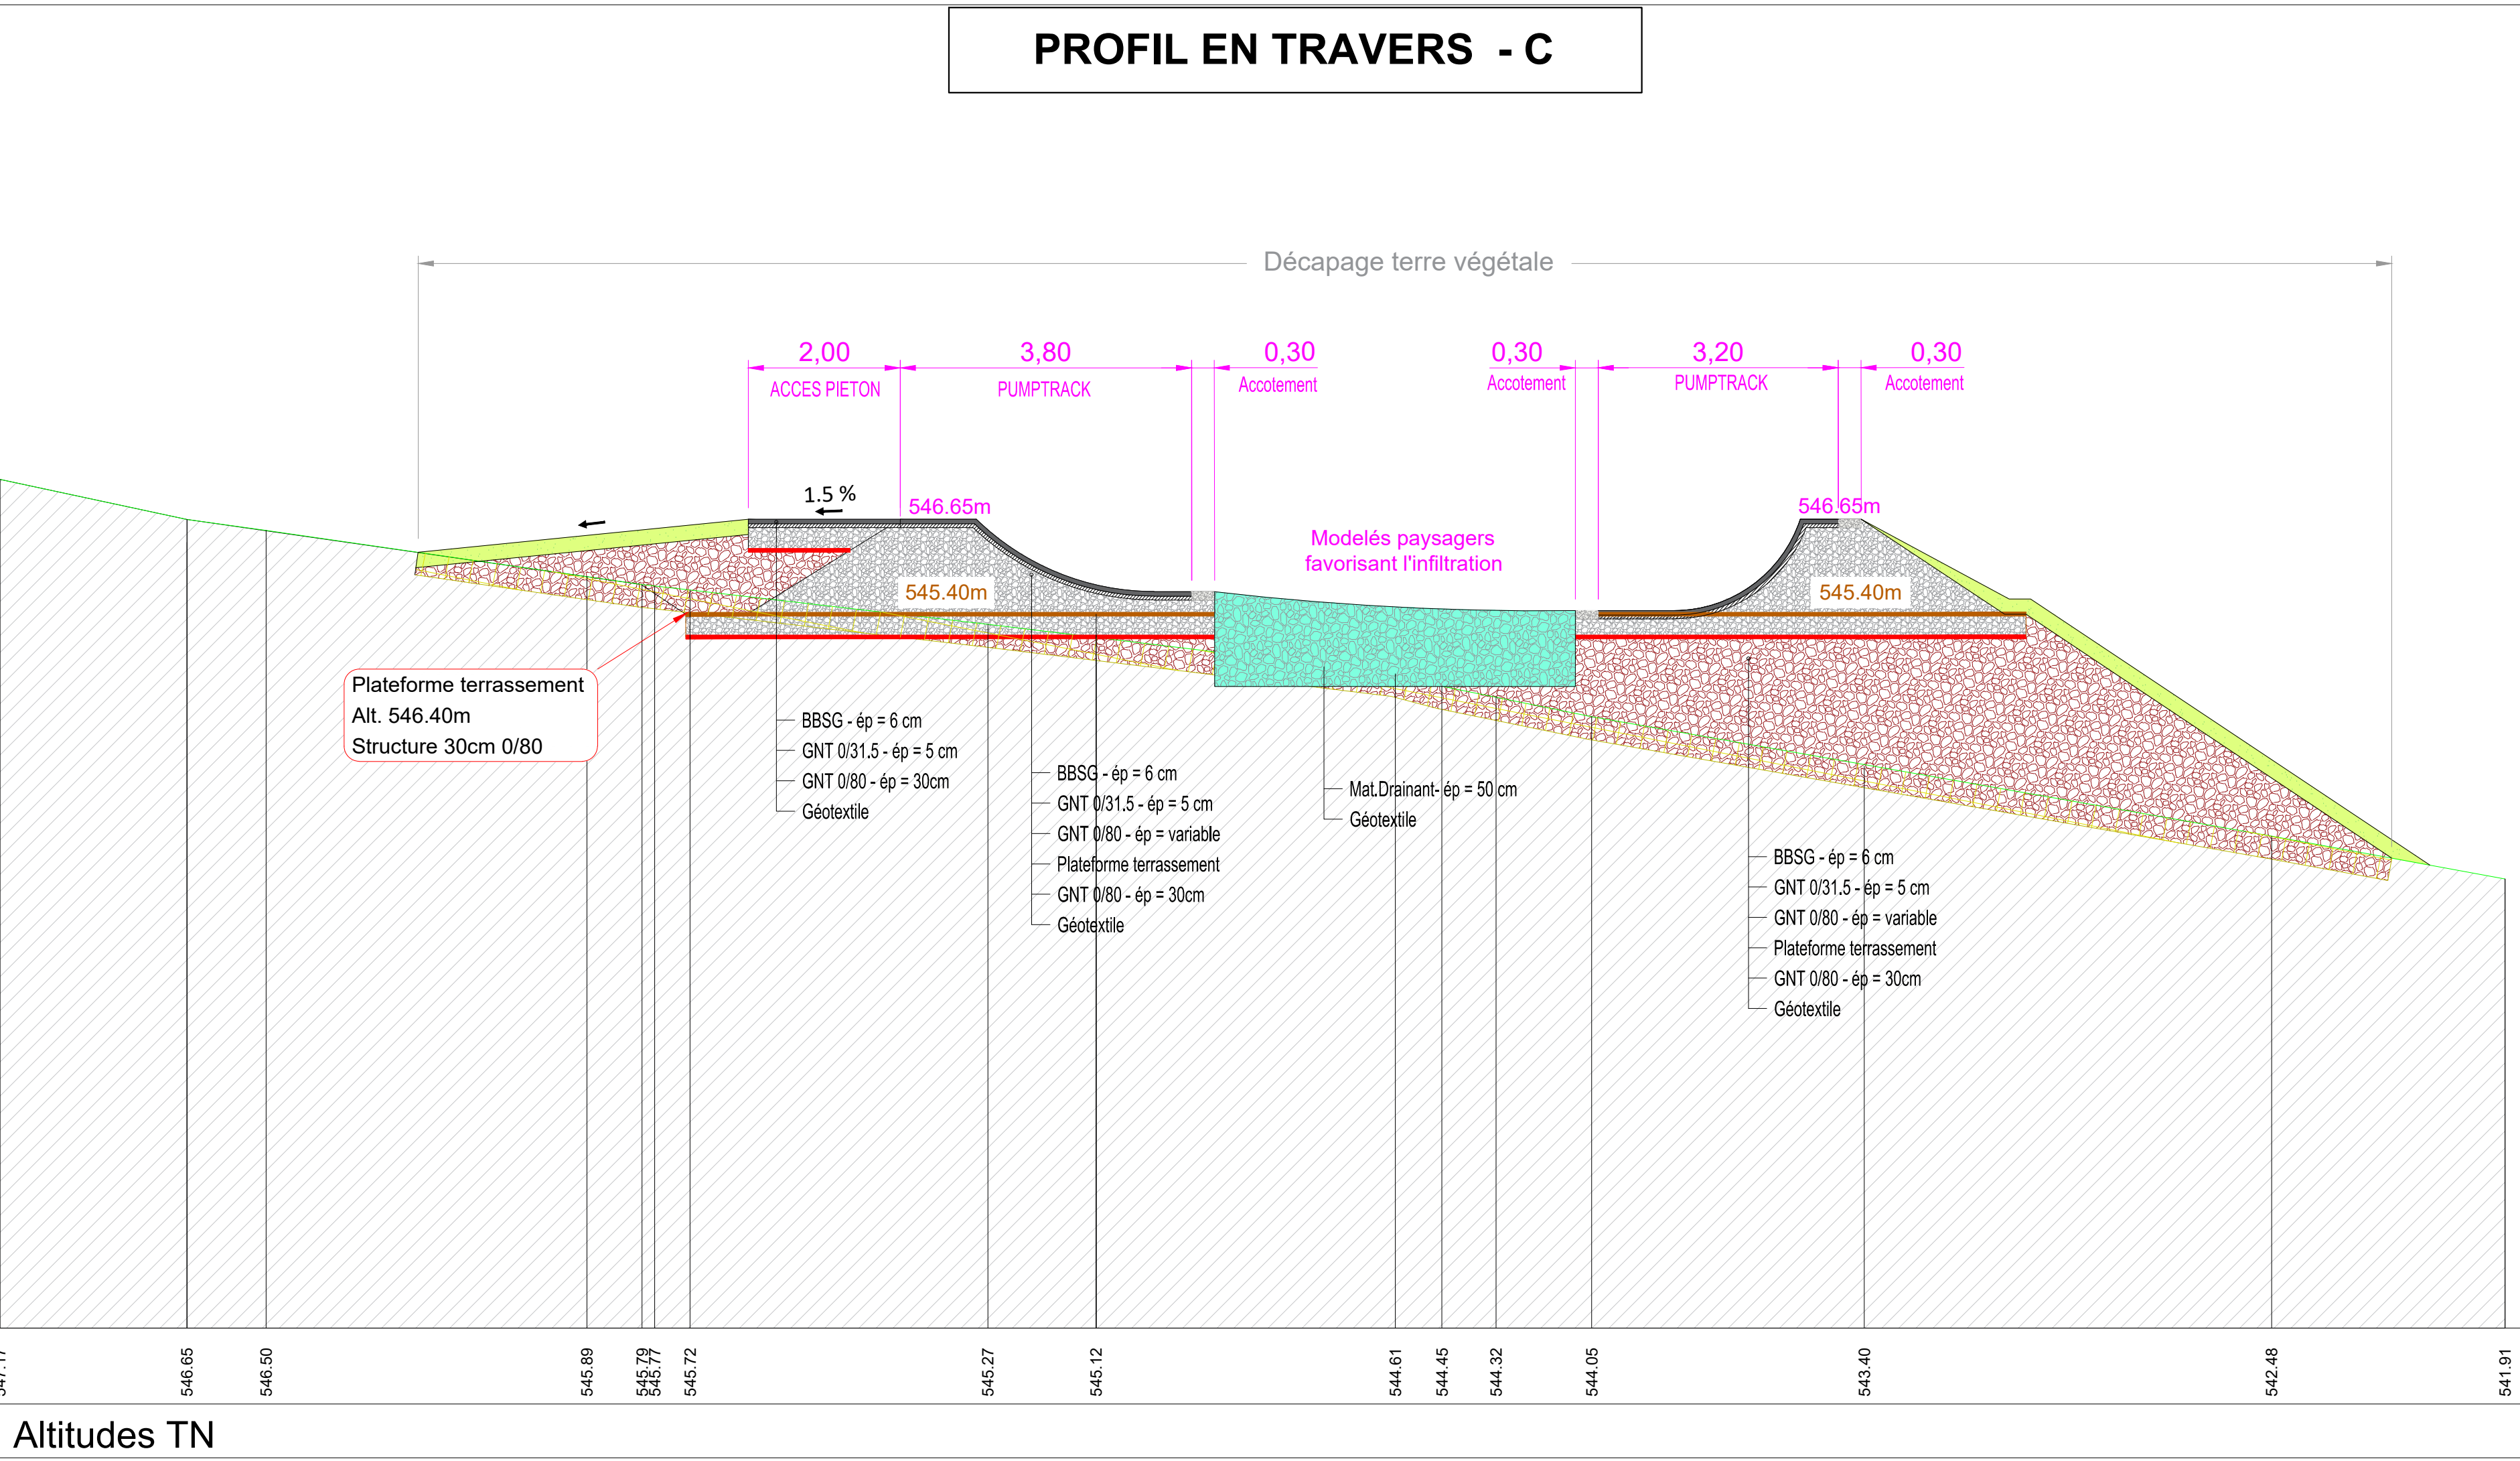 PROFIL EN TRAVERS - C
Décapage terre végétale
2,00
3,80
0,30
0,30
3,20
0,30
ACCES PIETON
PUMPTRACK
Accotement
Accotement
PUMPTRACK
Accotement
1.5 %
546.65m
546.65m
Modelés paysagers
favorisant l'infiltration
545.40m
545.40m
Plateforme terrassement
Alt. 546.40m
Structure 30cm 0/80
BBSG - ép = 6 cm
GNT 0/31.5 - ép = 5 cm
GNT 0/80 - ép = 30cm
Géotextile
BBSG - ép = 6 cm
GNT 0/31.5 - ép = 5 cm
GNT 0/80 - ép = variable
Plateforme terrassement
GNT 0/80 - ép = 30cm
Géotextile
Mat.Drainant- ép = 50 cm
Géotextile
BBSG - ép = 6 cm
GNT 0/31.5 - ép = 5 cm
GNT 0/80 - ép = variable
Plateforme terrassement
GNT 0/80 - ép = 30cm
Géotextile
547.17
546.65
546.50
545.89
545.79
545.77
545.72
545.27
545.12
544.61
544.45
544.32
544.05
543.40
542.48
541.91
Altitudes TN